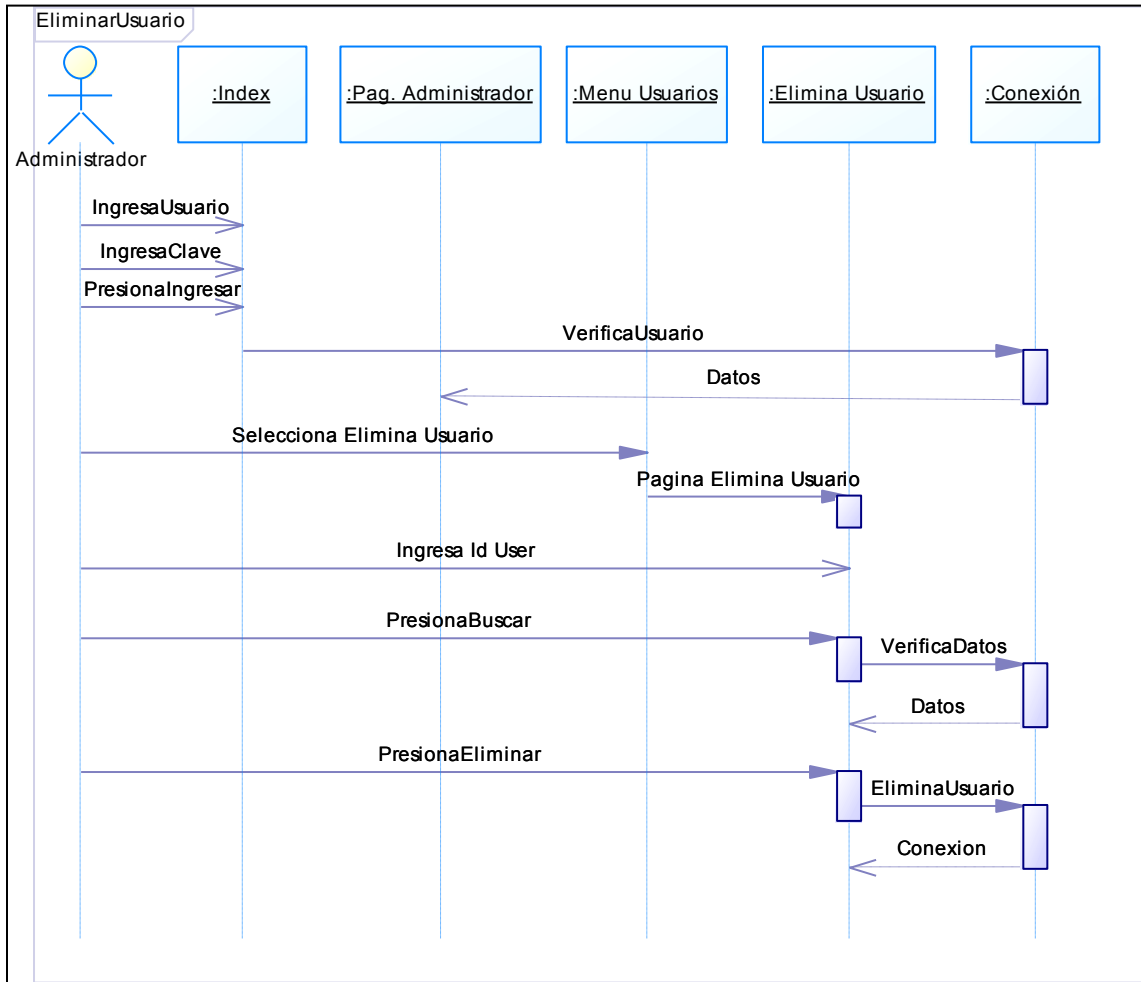 EliminarUsuario
:Index
:Pag. Administrador
:Menu Usuarios
:Elimina Usuario
:Conexión
Administrador
IngresaUsuario
IngresaClave
PresionaIngresar
VerificaUsuario
Datos
Selecciona Elimina Usuario
Pagina Elimina Usuario
Ingresa Id User
PresionaBuscar
VerificaDatos
Datos
PresionaEliminar
EliminaUsuario
Conexion